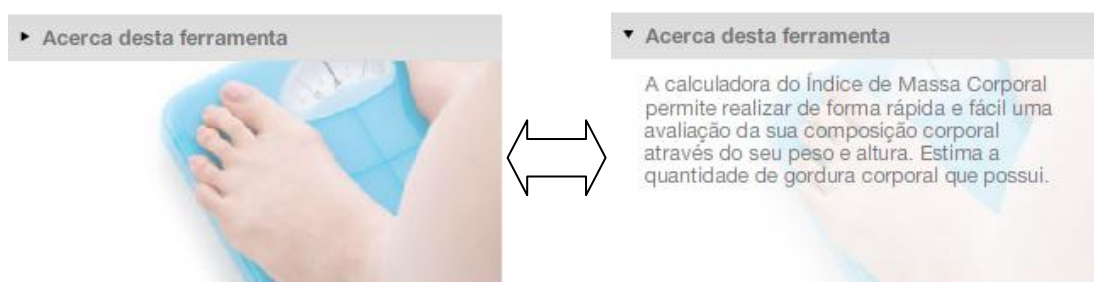 Acerca desta ferramenta
Acerca desta ferramenta
A calculadora do Índice de Massa Corporal
permite realizar de forma rápida e fácil uma
avaliação da sua composição corporal
através do seu peso e altura. Estima a
quantidade de gordura corporal que possui.